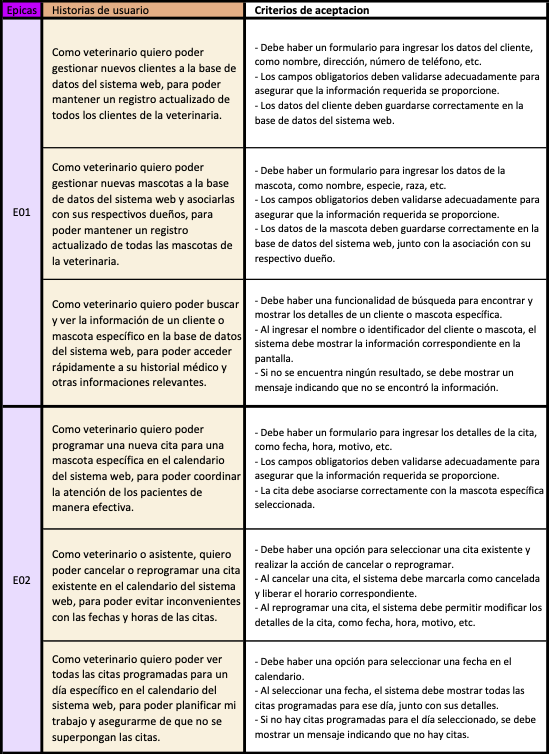 Epicas
Historias de usuario
Criterios de aceptacion
E01
Como veterinario quiero poder
gestionar nuevos clientes a la base de
datos del sistema web, para poder
mantener un registro actualizado de
todos los clientes de la veterinaria.
- Debe haber un formulario para ingresar los datos del cliente,
como nombre, dirección, número de teléfono, etc.
- Los campos obligatorios deben validarse adecuadamente para
asegurar que la información requerida se proporcione.
- Los datos del cliente deben guardarse correctamente en la
base de datos del sistema web.
Como veterinario quiero poder
gestionar nuevas mascotas a la base
de datos del sistema web y asociarlas
con sus respectivos dueños, para
poder mantener un registro
actualizado de todas las mascotas de
la veterinaria.
- Debe haber un formulario para ingresar los datos de la
mascota, como nombre, especie, raza, etc.
- Los campos obligatorios deben validarse adecuadamente para
asegurar que la información requerida se proporcione.
- Los datos de la mascota deben guardarse correctamente en la
base de datos del sistema web, junto con la asociación con su
respectivo dueño.
Como veterinario quiero poder buscar
y ver la información de un cliente o
mascota específico en la base de datos
del sistema web, para poder acceder
rápidamente a su historial médico y
otras informaciones relevantes.
- Debe haber una funcionalidad de búsqueda para encontrar y
mostrar los detalles de un cliente o mascota específica.
- Al ingresar el nombre o identificador del cliente o mascota, el
sistema debe mostrar la información correspondiente en la
pantalla.
- Si no se encuentra ningún resultado, se debe mostrar un
mensaje indicando que no se encontró la información.
E02
Como veterinario quiero poder
programar una nueva cita para una
mascota específica en el calendario
del sistema web, para poder coordinar
la atención de los pacientes de
manera efectiva.
- Debe haber un formulario para ingresar los detalles de la cita,
como fecha, hora, motivo, etc.
- Los campos obligatorios deben validarse adecuadamente para
asegurar que la información requerida se proporcione.
- La cita debe asociarse correctamente con la mascota específica
seleccionada.
Como veterinario o asistente, quiero
poder cancelar o reprogramar una cita
existente en el calendario del sistema
web, para poder evitar inconvenientes
con las fechas y horas de las citas.
- Debe haber una opción para seleccionar una cita existente y
realizar la acción de cancelar o reprogramar.
- Al cancelar una cita, el sistema debe marcarla como cancelada
y liberar el horario correspondiente.
- Al reprogramar una cita, el sistema debe permitir modificar los
detalles de la cita, como fecha, hora, motivo, etc.
Como veterinario quiero poder ver
todas las citas programadas para un
día específico en el calendario del
sistema web, para poder planificar mi
trabajo y asegurarme de que no se
superpongan las citas.
- Debe haber una opción para seleccionar una fecha en el
calendario.
- Al seleccionar una fecha, el sistema debe mostrar todas las
citas programadas para ese día, junto con sus detalles.
- Si no hay citas programadas para el día seleccionado, se debe
mostrar un mensaje indicando que no hay citas.